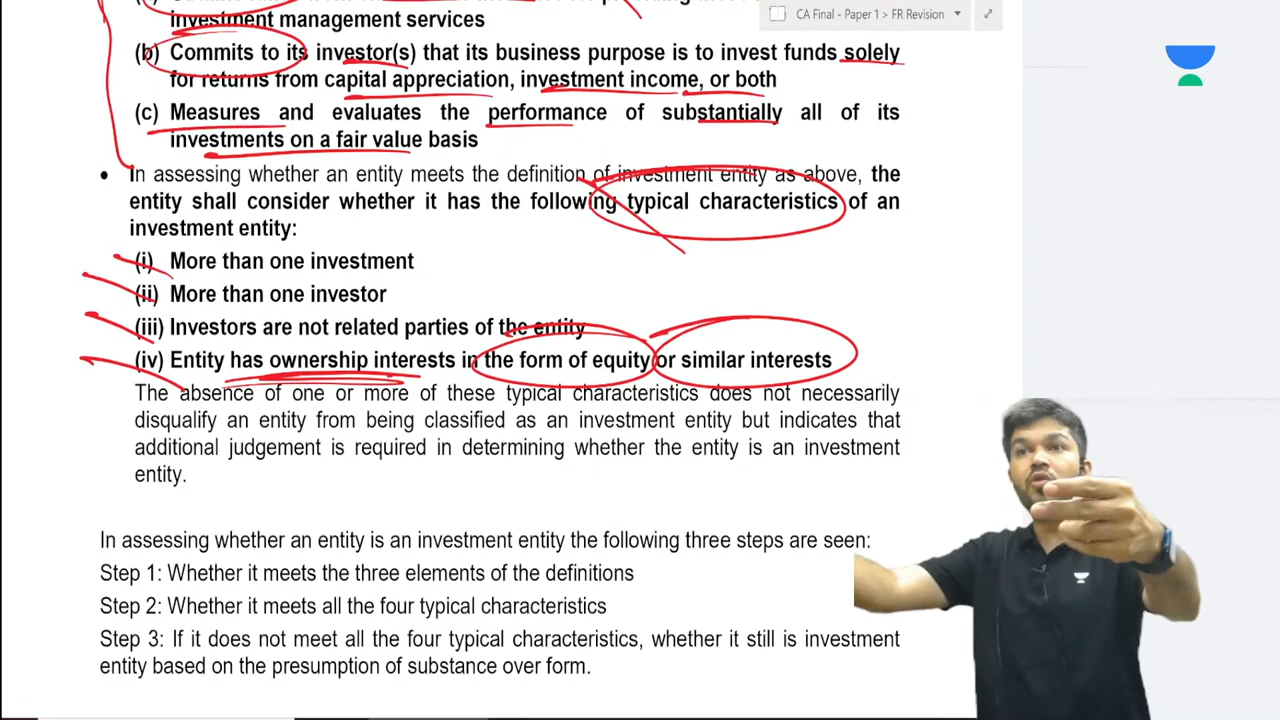 CA Final - Paper 1 > FR Revision
investment management services
(b) Commits to its investor(s) that its business purpose is to invest funds solely
for returns from capital appreciation, investment income, or both
(c) Measures and evaluates the performance of substantially all of its
investments on a fair value basis
• In assessing whether an entity meets the definition of investment entity as above, the
entity shall consider whether it has the following typical characteristics of an
investment entity:
(i) More than one investment
(ii) More than one investor
(iii) Investors are not related parties of the entity
(iv) Entity has ownership interests in the form of equity or similar interests
The absence of one or more of these typical characteristics does not necessarily
disqualify an entity from being classified as an investment entity but indicates that
additional judgement is required in determining whether the entity is an investment
entity.
In assessing whether an entity is an investment entity the following three steps are seen:
Step 1: Whether it meets the three elements of the definitions
Step 2: Whether it meets all the four typical characteristics
Step 3: If it does not meet all the four typical characteristics, whether it still is investment
entity based on the presumption of substance over form.